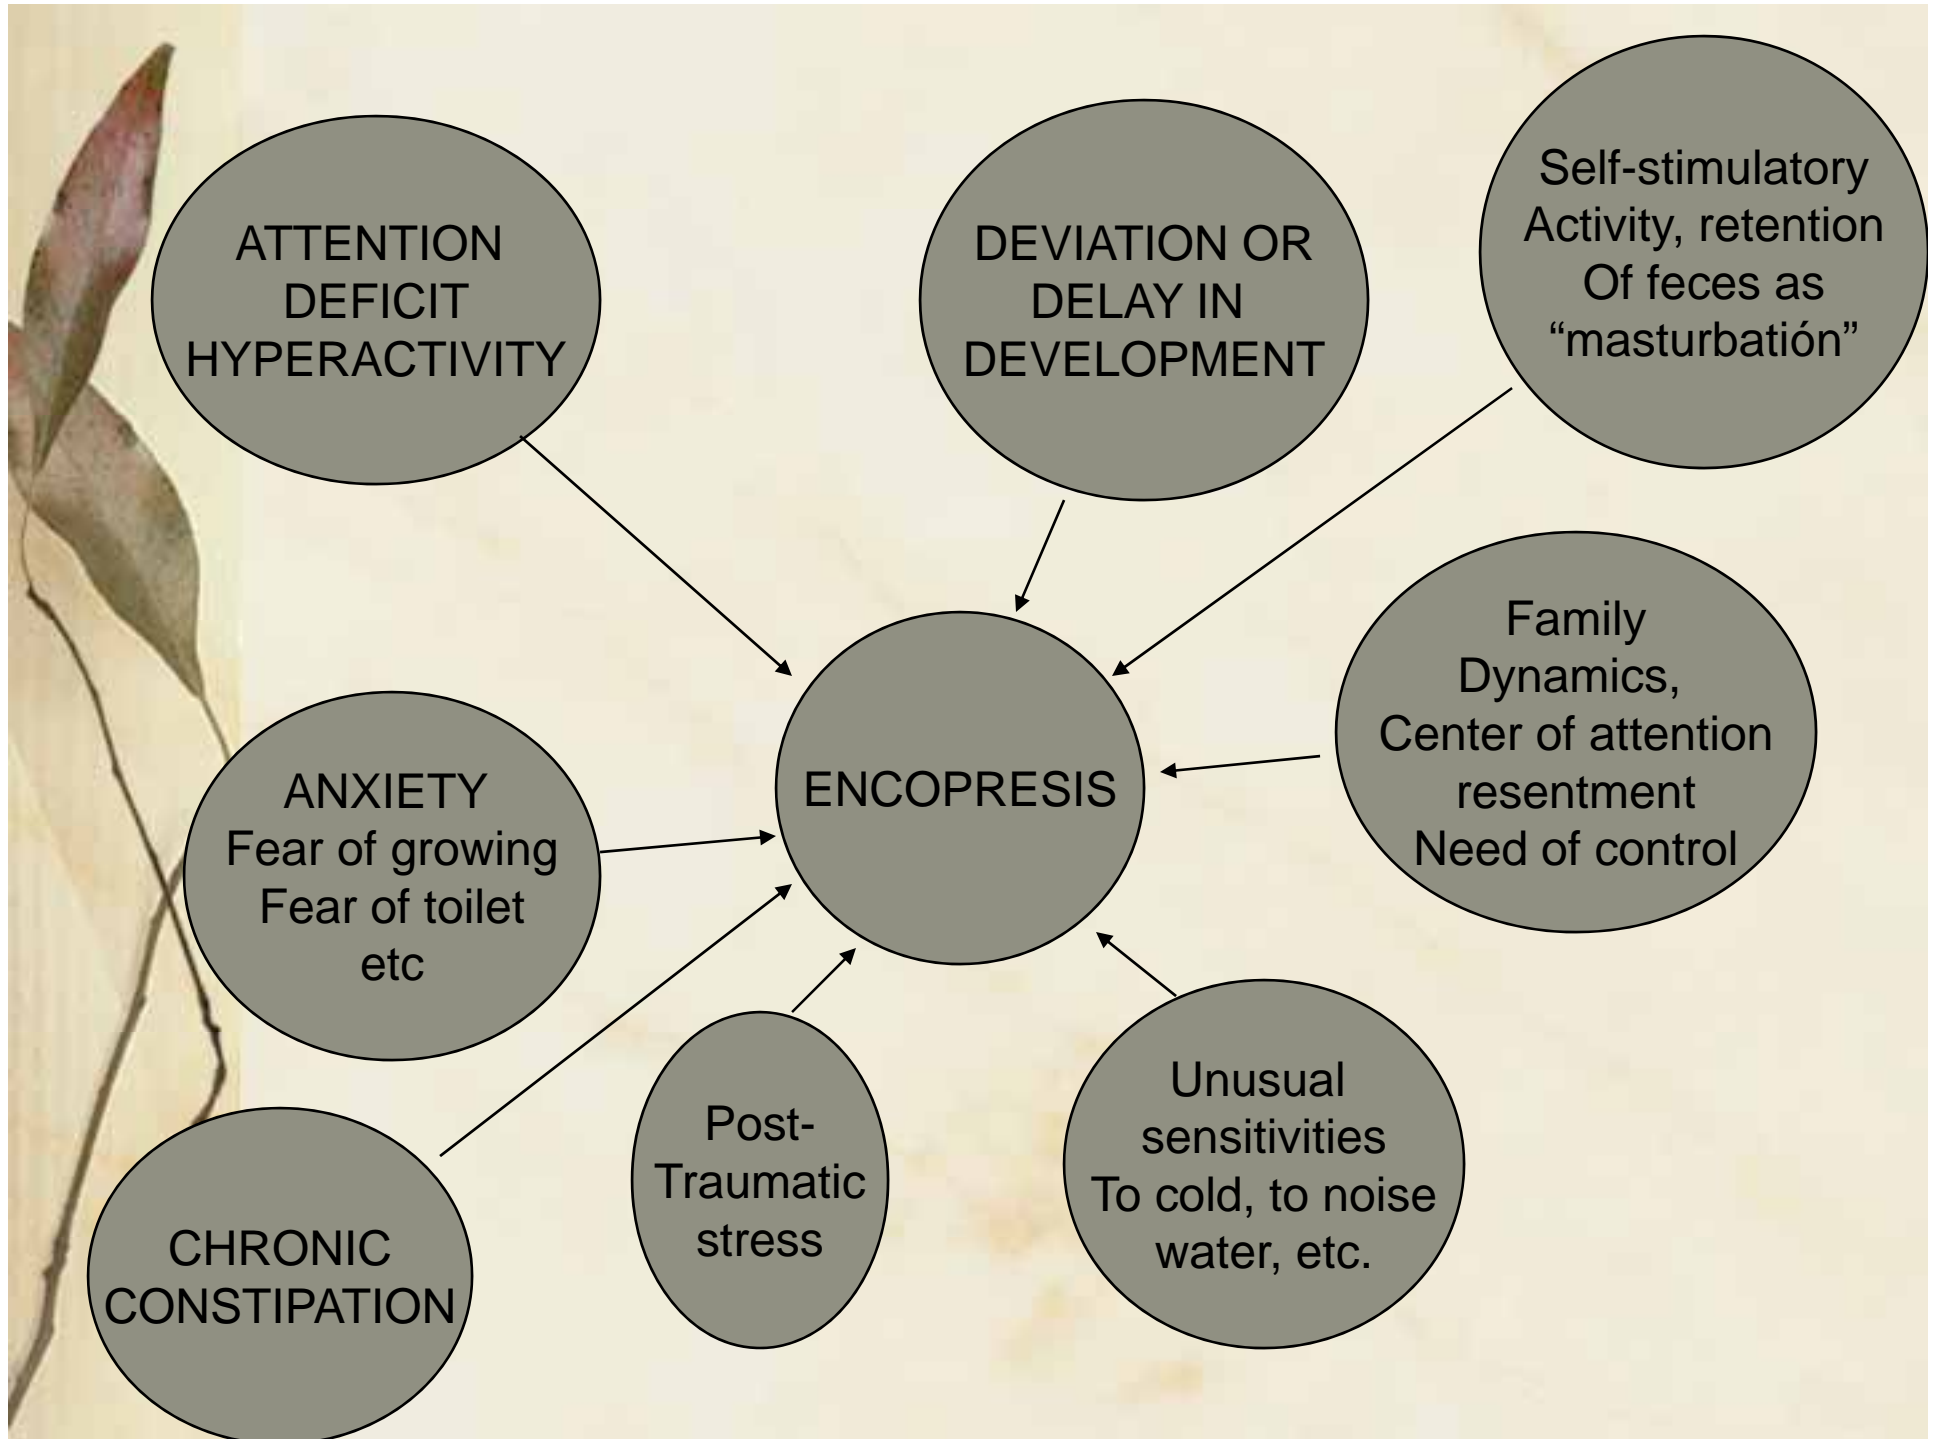 ATTENTION
DEFICIT
HYPERACTIVITY
DEVIATION OR
DELAY IN
DEVELOPMENT
Self-stimulatory
Activity, retention
Of feces as
“masturbatión”
Family
Dynamics,
Center of attention
resentment
Need of control
ENCOPRESIS
ANXIETY
Fear of growing
Fear of toilet
etc
CHRONIC
CONSTIPATION
Post-
Traumatic
stress
Unusual
sensitivities
To cold, to noise
water, etc.